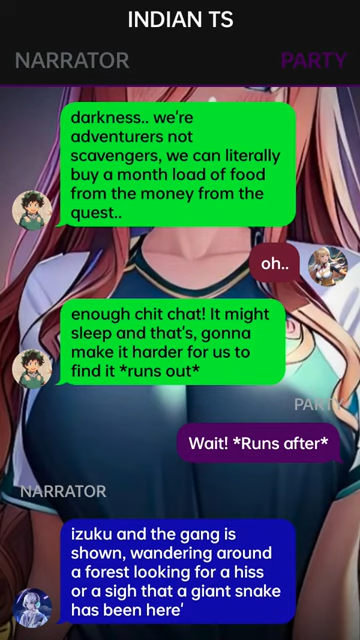 INDIAN TS
NARRATOR PARTY
darkness.. we're
adventurers not
scavengers, we can literally
buy a month load of food
from the money from the
quest..
oh..
enough chit chat! It might
sleep and that's, gonna
make it harder for us to
find it *runs out*
PARTY
Wait! *Runs after*
NARRATOR
izuku and the gang is
shown, wandering around
a forest looking for a hiss
or a sigh that a giant snake
has been here'